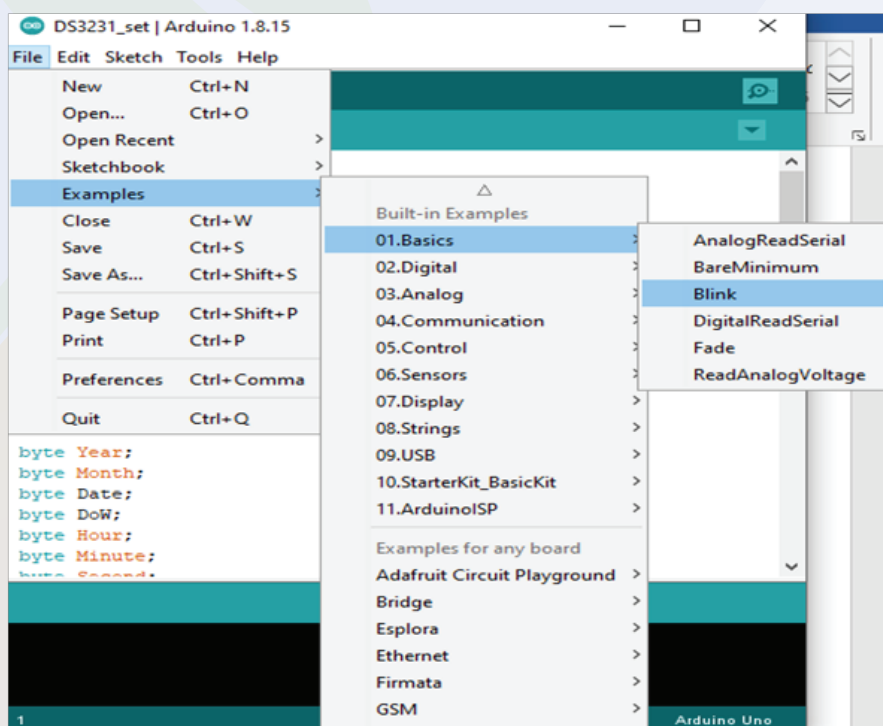 DS3231_set | Arduino 1.8.15
File Edit Sketch Tools Help
New Ctrl+N
Open... Ctrl+O
Open Recent
Sketchbook
Examples
Close Ctrl+W
Save Ctrl+S
Save As... Ctrl+Shift+S
Page Setup Ctrl+Shift+P
Print Ctrl+P
Preferences Ctrl+Comma
Quit Ctrl+Q
Built-in Examples
01.Basics
02.Digital
03.Analog
04.Communication
05.Control
06.Sensors
07.Display
08.Strings
09.USB
10.StarterKit_BasicKit
11.ArduinoISP
Examples for any board
Adafruit Circuit Playground
Bridge
Esplora
Ethernet
Firmata
GSM
AnalogReadSerial
BareMinimum
Blink
DigitalReadSerial
Fade
ReadAnalogVoltage
byte Year;
byte Month;
byte Date;
byte DoW;
byte Hour;
byte Minute;
byte Second;
1
Arduino Uno